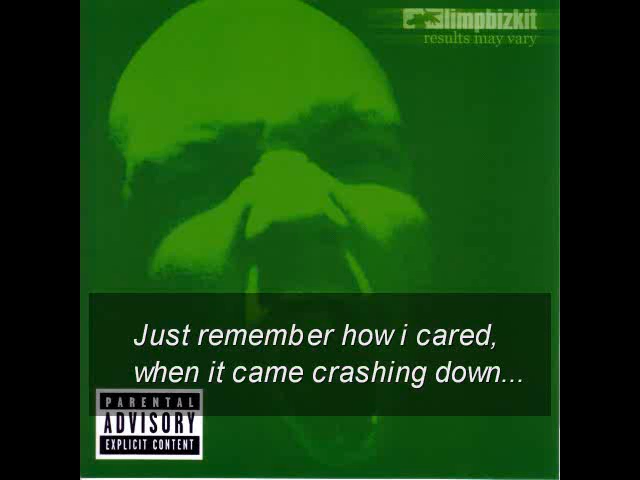 limpbizkit
results may vary
Just remember how i cared,
when it came crashing down...
PARENTAL
ADVISORY
EXPLICIT CONTENT